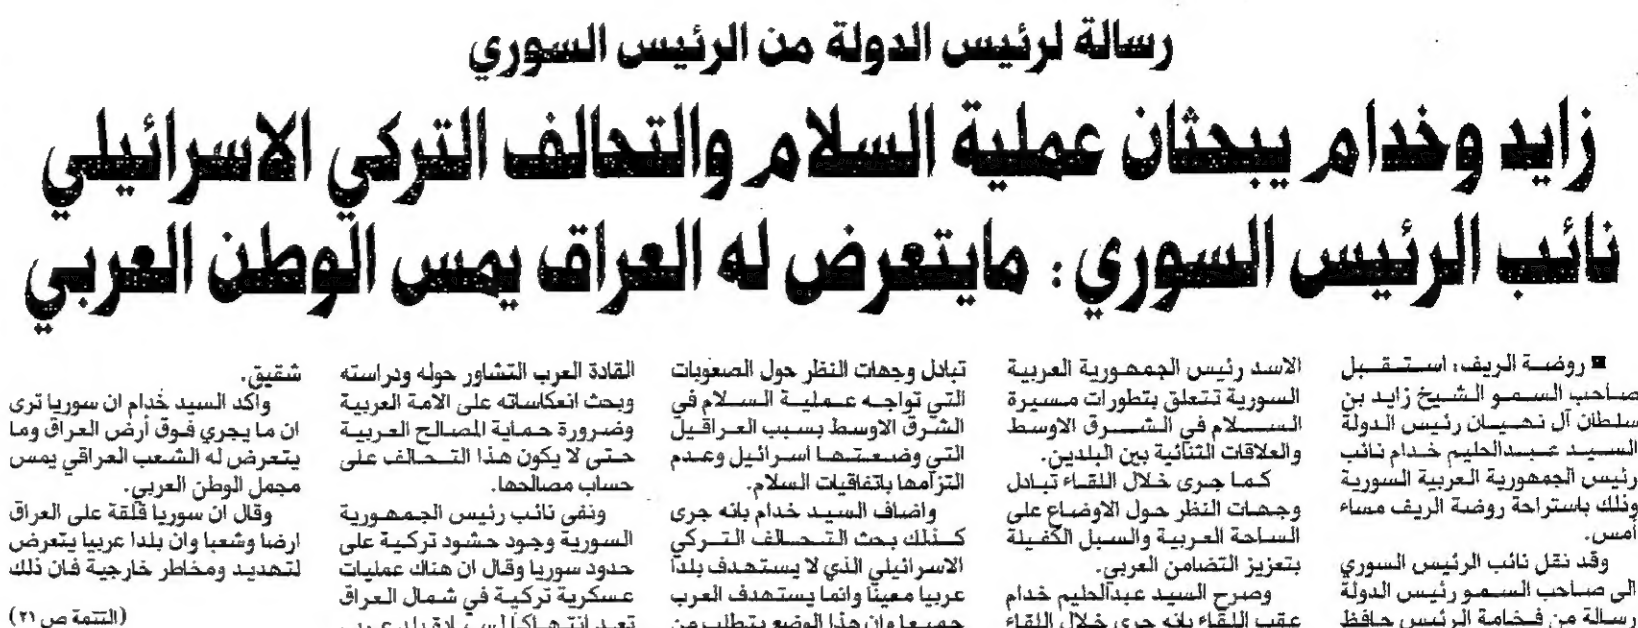 رسالة لرئيس الدولة من الرئيس السوري
زايد وخدام يبحثان عملية السلام والتحالف التركي الاسرائيلي
نائب الرئيس السوري: مايتعرض له العراق يمس الوطن العربي
■ روضة الريف: استقبل
صاحب السمو الشيخ زايد بن
سلطان آل نهيان رئيس الدولة
السيد عبدالحليم خدام نائب
رئيس الجمهورية العربية السورية
وذلك باستراحة روضة الريف مساء
أمس.
وقد نقل نائب الرئيس السوري
الى صاحب السمو رئيس الدولة
رسالة من فخامة الرئيس حافظ
الاسد رئيس الجمهورية العربية
السورية تتعلق بتطورات مسيرة
السلام في الشرق الاوسط
والعلاقات الثنائية بين البلدين.
كما جرى خلال اللقاء تبادل
وجهات النظر حول الاوضاع على
الساحة العربية والسبل الكفيلة
بتعزيز التضامن العربي.
وصرح السيد عبدالحليم خدام
عقب اللقاء بانه جرى خلال اللقاء
تبادل وجهات النظر حول الصعوبات
التي تواجه عملية السلام في
الشرق الاوسط بسبب العراقيل
التي وضعتها اسرائيل وعدم
التزامها باتفاقيات السلام.
واضاف السيد خدام بانه جرى
كذلك بحث التحالف التركي
الاسرائيلي الذي لا يستهدف بلدا
عربيا معينا وانما يستهدف العرب
جميعا وان هذا الوضع يتطلب من
القادة العرب التشاور حوله ودراسته
وبحث انعكاساته على الامة العربية
وضرورة حماية المصالح العربية
حتى لا يكون هذا التحالف على
حساب مصالحها.
ونفى نائب رئيس الجمهورية
السورية وجود حشود تركية على
حدود سوريا وقال ان هناك عمليات
عسكرية تركية في شمال العراق
تعد انتهاكا لسيادة بلد عربي
شقيق.
واكد السيد خدام ان سوريا ترى
ان ما يجري فوق أرض العراق وما
يتعرض له الشعب العراقي يمس
مجمل الوطن العربي.
وقال ان سوريا قلقة على العراق
ارضا وشعبا وان بلدا عربيا يتعرض
لتهديد ومخاطر خارجية فان ذلك
(التتمة ص ٢١)